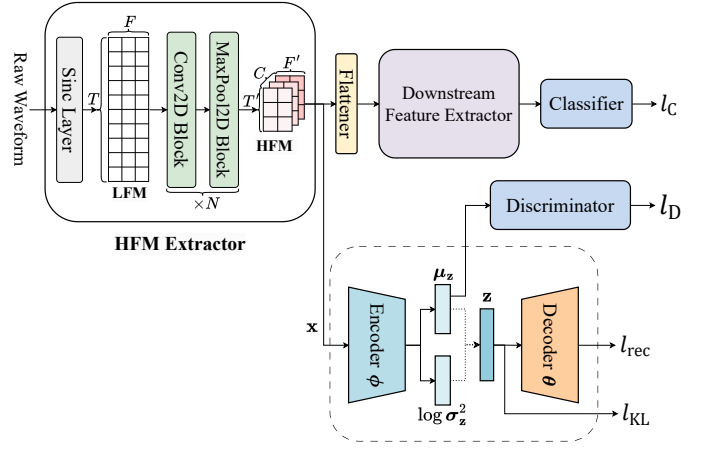 Raw Waveform
Sinc Layer
T
F
LFM
Conv2D Block
MaxPool2D Block
×N
T′
C
F′
HFM
HFM Extractor
Flattener
Downstream
Feature Extractor
Classifier
l_C
Discriminator
l_D
x
Encoder ϕ
μ_z
log σ_z^2
z
Decoder θ
l_rec
l_KL